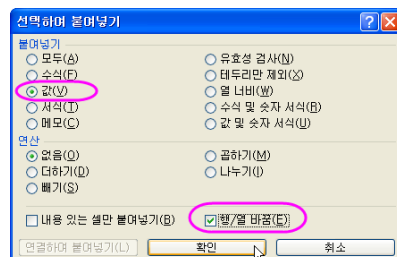 선택하여 붙여넣기
붙여넣기
모두(A) 유효성 검사(N)
수식(F) 테두리만 제외(X)
값(V) 열 너비(W)
서식(T) 수식 및 숫자 서식(R)
메모(C) 값 및 숫자 서식(U)
연산
없음(O) 곱하기(M)
더하기(D) 나누기(I)
빼기(S)
내용 있는 셀만 붙여넣기(B) 행/열 바꿈(E)
연결하여 붙여넣기(L) 확인 취소